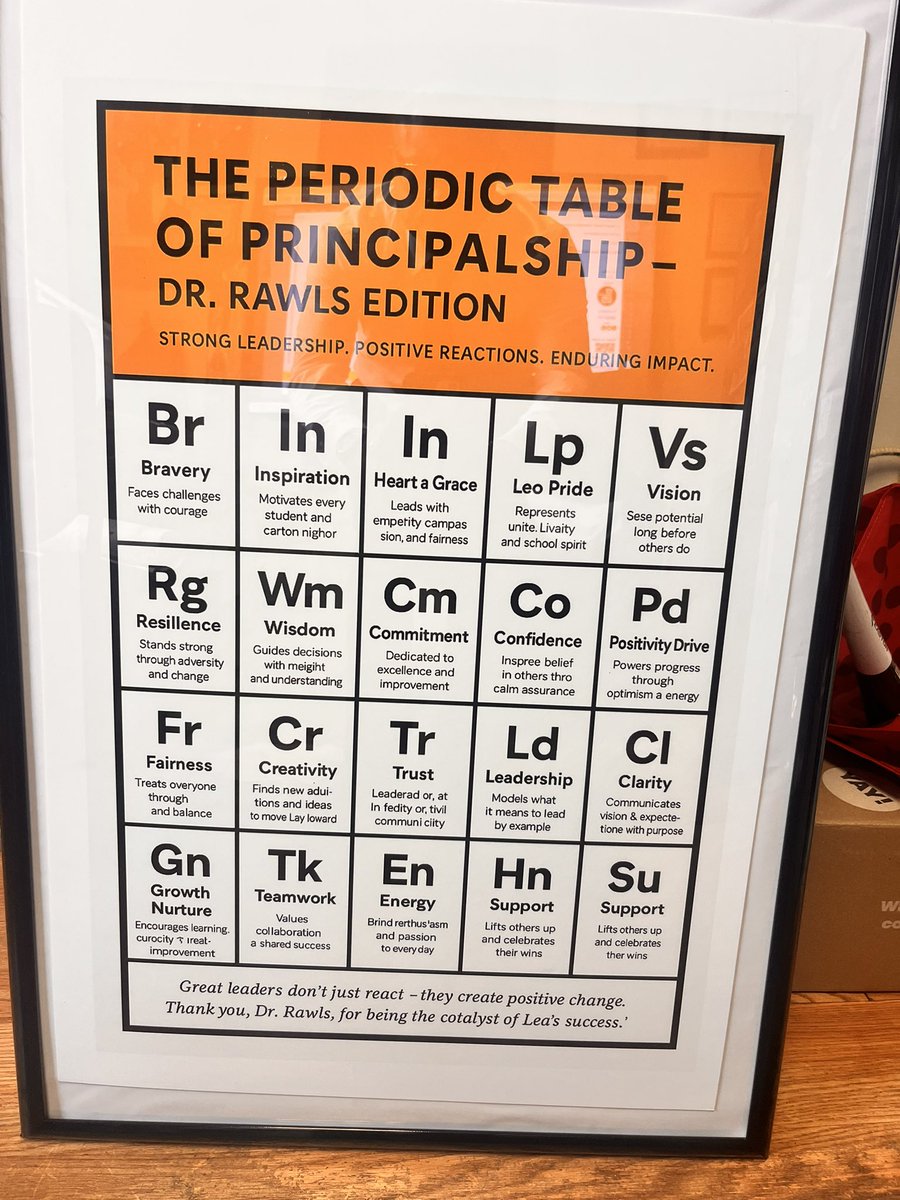 THE PERIODIC TABLE
OF PRINCIPALSHIP –
DR. RAWLS EDITION
STRONG LEADERSHIP. POSITIVE REACTIONS. ENDURING IMPACT.
Br
Bravery
Faces challenges
with courage
In
Inspiration
Motivates every
student and
carton nighor
In
Heart a Grace
Leads with
empetity campas
sion, and fairness
Lp
Leo Pride
Represents
unite. Livaity
and school spirit
Vs
Vision
Sese potential
long before
others do
Rg
Resillence
Stands strong
through adversity
and change
Wm
Wisdom
Guides decisions
with meight
and understanding
Cm
Commitment
Dedicated to
excellence and
improvement
Co
Confidence
Inspree belief
in others thro
calm assurance
Pd
Positivity Drive
Powers progress
through
optimism a energy
Fr
Fairness
Treats overyone
through
and balance
Cr
Creativity
Finds new adui-
tions and ideas
to move Lay loward
Tr
Trust
Leaderad or, at
In fedity or, tivil
communi ciity
Ld
Leadership
Models what
it means to lead
by example
Cl
Clarity
Communicates
vision & expecte-
tione with purpose
Gn
Growth
Nurture
Encourages learning.
curocity
improvement
Tk
Teamwork
Values
collaboration
a shared success
En
Energy
Brind rerthus'asm
and passion
to every day
Hn
Support
Lifts others up
and celebrates
their wins
Su
Support
Lifts others up
and celebrates
ther wins
Great leaders don't just react – they create positive change.
Thank you, Dr. Rawls, for being the cotalyst of Lea's success.'